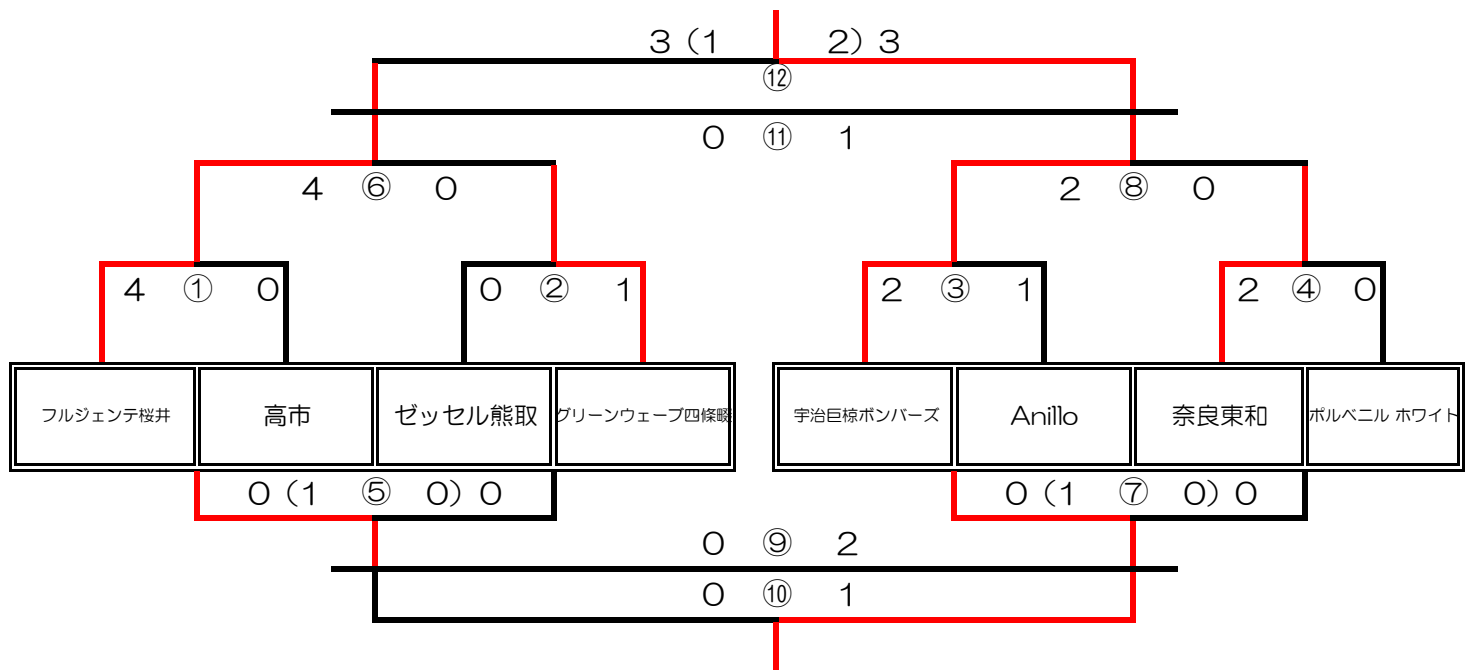 3（1 2）3
⑫
0 ⑪ 1
4 ⑥ 0 2 ⑧ 0
4 ① 0 0 ② 1 2 ③ 1 2 ④ 0
フルジェンテ桜井 高市 ゼッセル熊取 グリーンウェーブ四條畷 宇治巨椋ボンバーズ Anillo 奈良東和 ポルベニル ホワイト
0（1 ⑤ 0）0 0（1 ⑦ 0）0
0 ⑨ 2
0 ⑩ 1